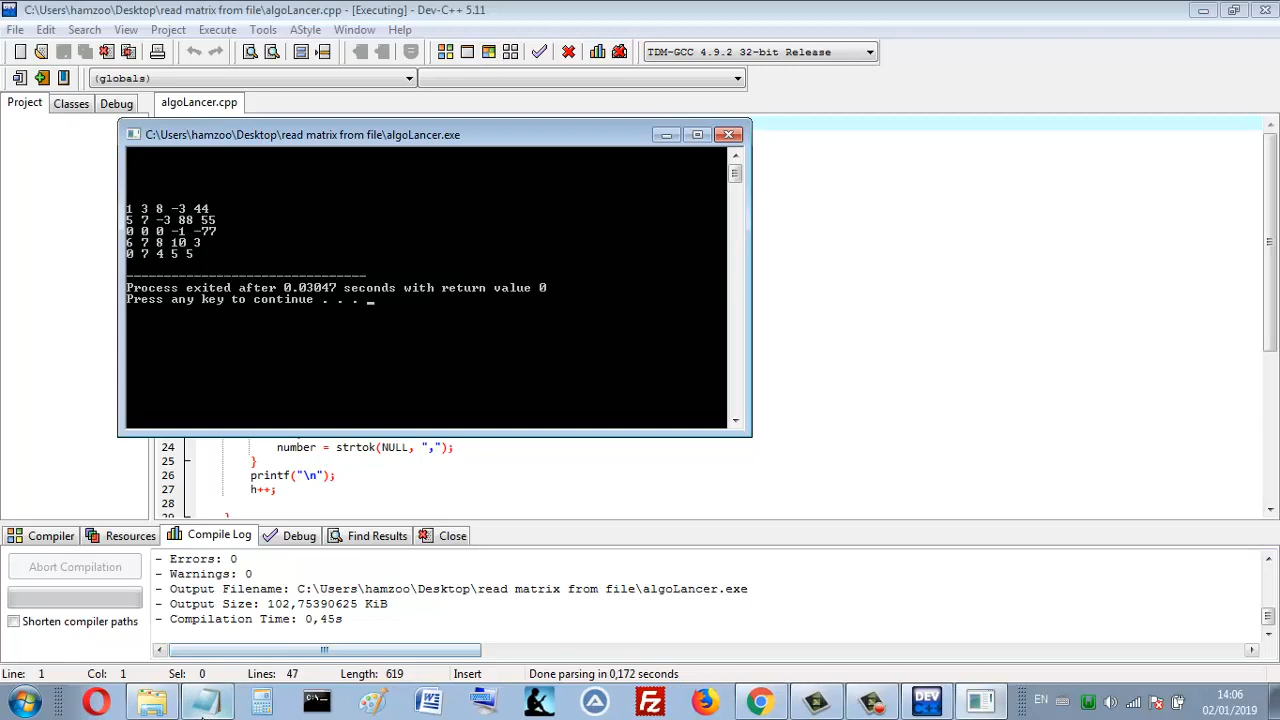 C:\Users\hamzoo\Desktop\read matrix from file\algoLancer.cpp - [Executing] - Dev-C++ 5.11
File Edit Search View Project Execute Tools AStyle Window Help
TDM-GCC 4.9.2 32-bit Release
(globals)
Project Classes Debug algoLancer.cpp
C:\Users\hamzoo\Desktop\read matrix from file\algoLancer.exe
1 3 8 -3 44
5 7 -3 88 55
0 0 0 -1 -77
6 7 8 10 3
0 7 4 5 5
--------------------------------
Process exited after 0.03047 seconds with return value 0
Press any key to continue . . . _
24 number = strtok(NULL, ",");
25 }
26 printf("\n");
27 h++;
28
29 }
Compiler Resources Compile Log Debug Find Results Close
Abort Compilation
Shorten compiler paths
- Errors: 0
- Warnings: 0
- Output Filename: C:\Users\hamzoo\Desktop\read matrix from file\algoLancer.exe
- Output Size: 102,75390625 KiB
- Compilation Time: 0,45s
Line: 1 Col: 1 Sel: 0 Lines: 47 Length: 619 Insert Done parsing in 0,172 seconds
EN
14:06
02/01/2019